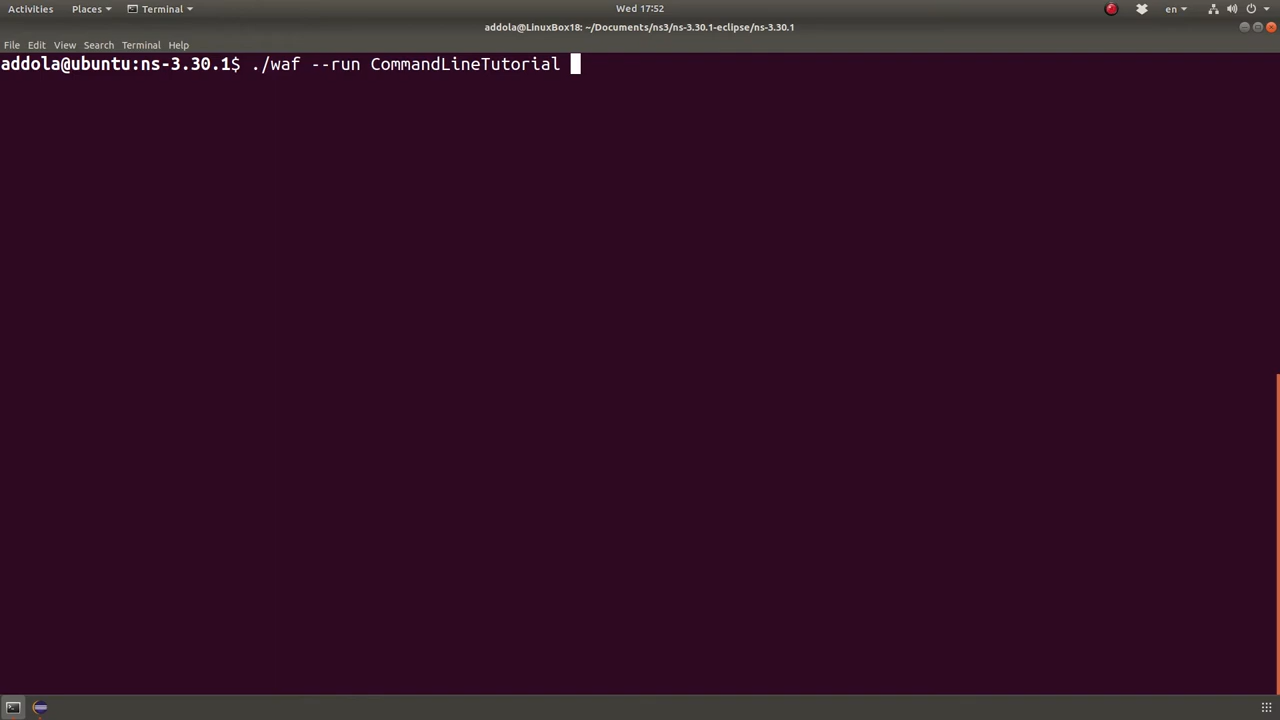 Activities Places Terminal Wed 17:52 en
addola@LinuxBox18: ~/Documents/ns3/ns-3.30.1-eclipse/ns-3.30.1
File Edit View Search Terminal Help
addola@ubuntu:ns-3.30.1$ ./waf --run CommandLineTutorial